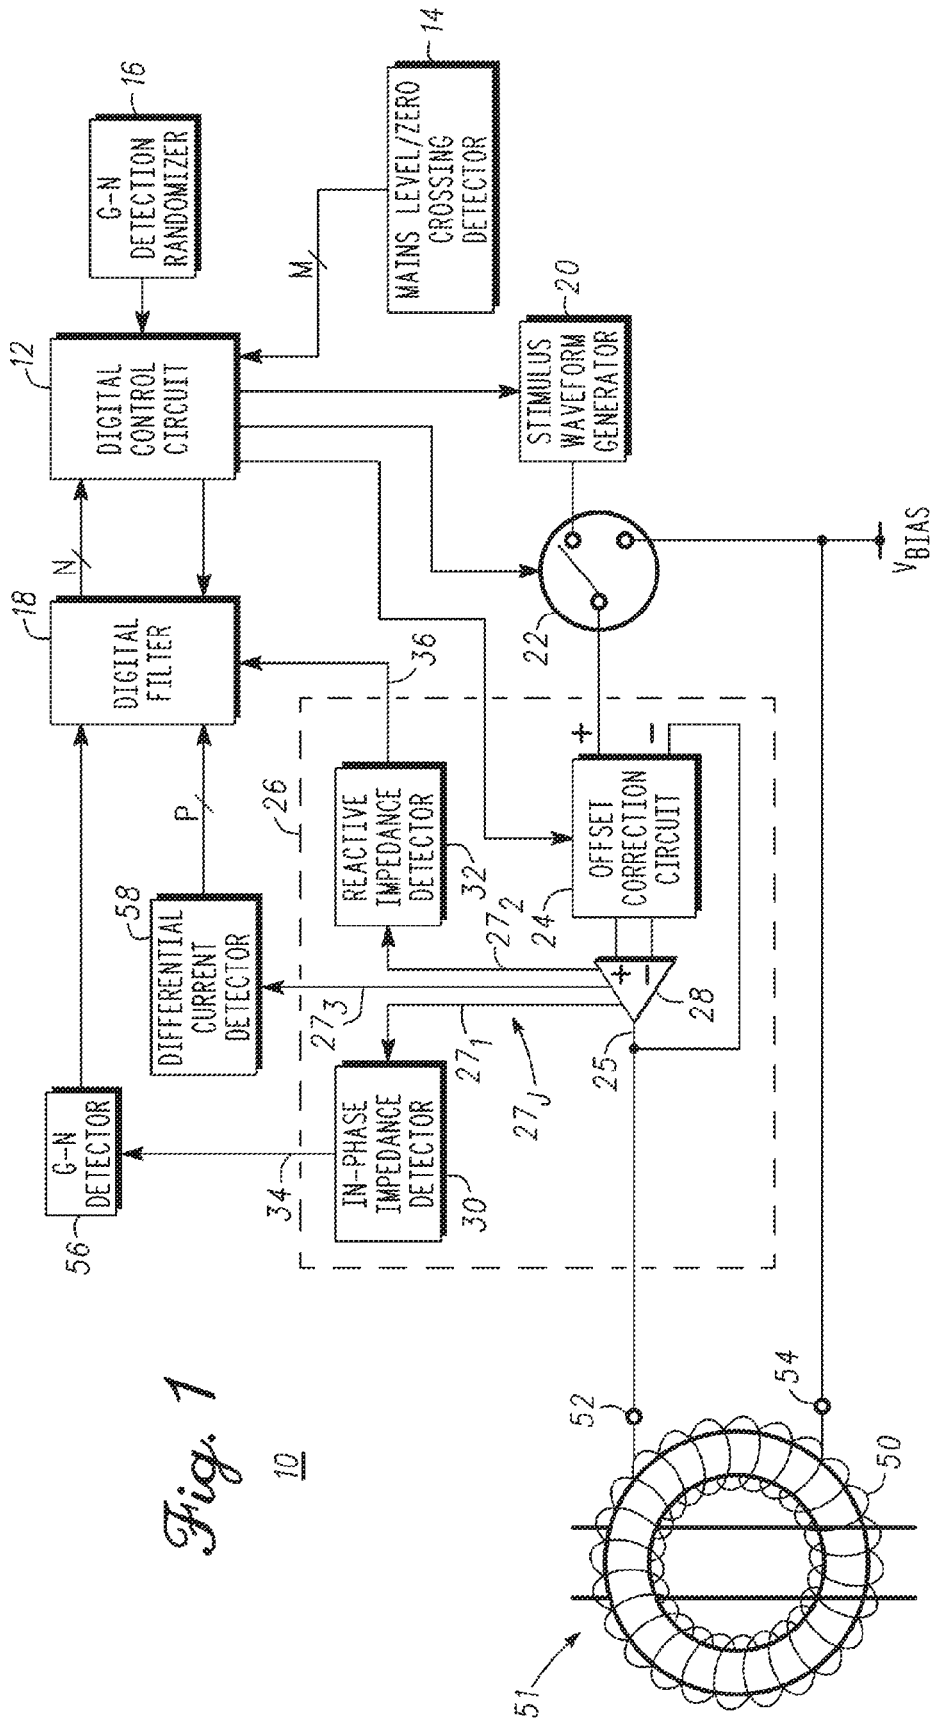 Fig. 1
10
56
G-N
DETECTOR
58
DIFFERENTIAL
CURRENT
DETECTOR
P
18
DIGITAL
FILTER
N
12
DIGITAL
CONTROL
CIRCUIT
16
G-N
DETECTION
RANDOMIZER
M
14
MAINS LEVEL/ZERO
CROSSING
DETECTOR
34
IN-PHASE
IMPEDANCE
DETECTOR
30
27₃
27₁
27J
27₂
26
REACTIVE
IMPEDANCE
DETECTOR
32
36
20
STIMULUS
WAVEFORM
GENERATOR
22
24
OFFSET
CORRECTION
CIRCUIT
+
−
+
−
25
28
VBIAS
52
54
50
51